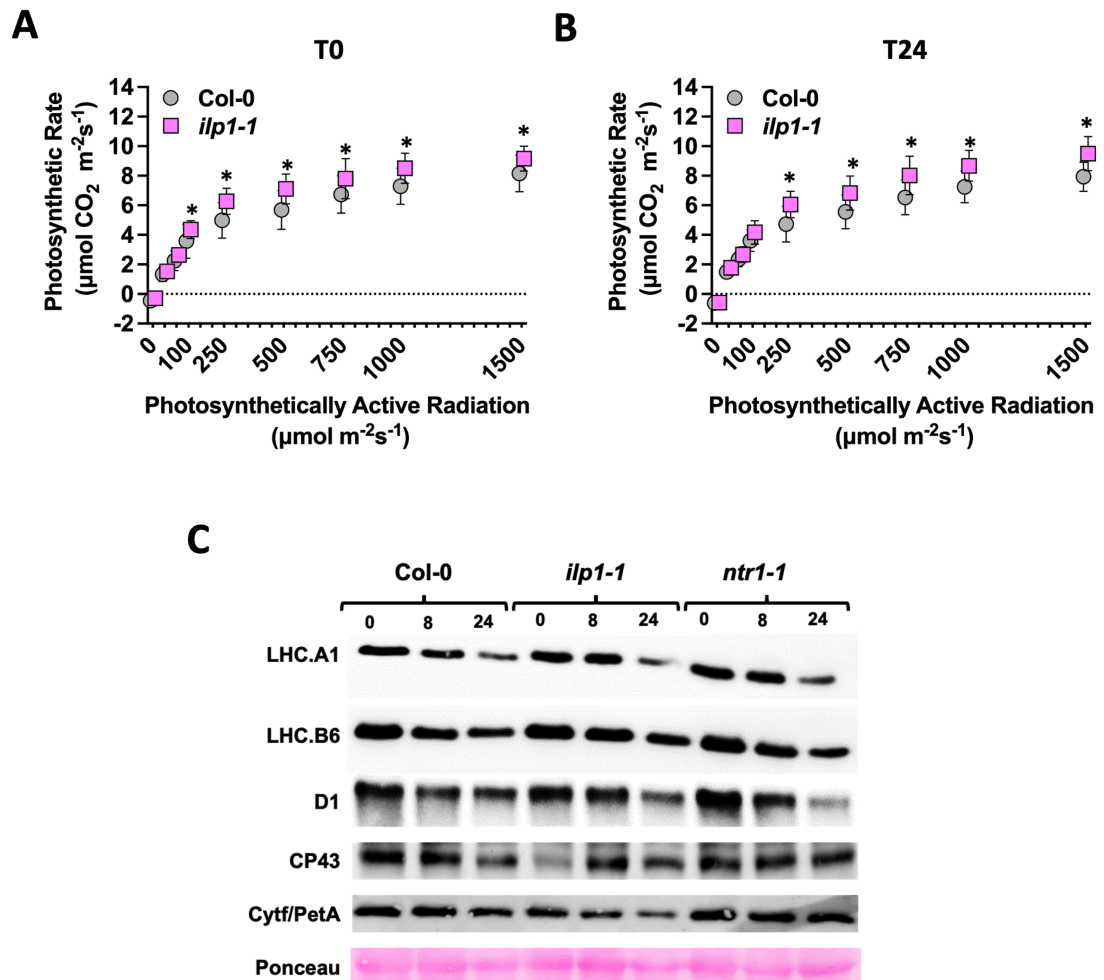 A
T0
Photosynthetic Rate
(µmol CO2 m-2s-1)
14
12
10
8
6
4
2
0
-2
Col-0
ilp1-1
* * * * * * *
0 100 250 500 750 1000 1500
Photosynthetically Active Radiation
(µmol m-2s-1)
B
T24
Photosynthetic Rate
(µmol CO2 m-2s-1)
14
12
10
8
6
4
2
0
-2
Col-0
ilp1-1
* * * * * *
0 100 250 500 750 1000 1500
Photosynthetically Active Radiation
(µmol m-2s-1)
C
Col-0 ilp1-1 ntr1-1
0 8 24 0 8 24 0 8 24
LHC.A1
LHC.B6
D1
CP43
Cytf/PetA
Ponceau